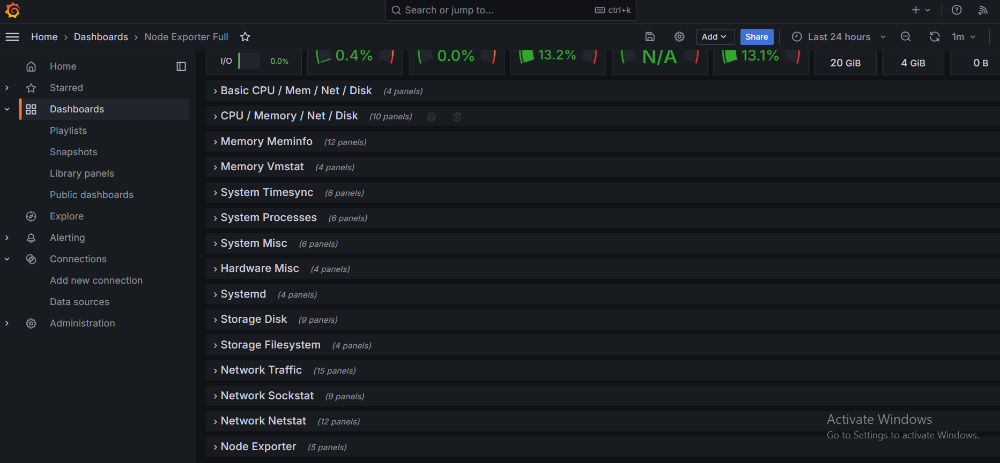 Search or jump to...
ctrl+k
Home
Dashboards
Node Exporter Full
Add
Share
Last 24 hours
1m
Home
Starred
Dashboards
Playlists
Snapshots
Library panels
Public dashboards
Explore
Alerting
Connections
Add new connection
Data sources
Administration
I/O
0.0%
0.4%
0.0%
13.2%
N/A
13.1%
20 GiB
4 GiB
0 B
Basic CPU / Mem / Net / Disk (4 panels)
CPU / Memory / Net / Disk (10 panels)
Memory Meminfo (12 panels)
Memory Vmstat (4 panels)
System Timesync (6 panels)
System Processes (6 panels)
System Misc (6 panels)
Hardware Misc (4 panels)
Systemd (4 panels)
Storage Disk (9 panels)
Storage Filesystem (4 panels)
Network Traffic (15 panels)
Network Sockstat (9 panels)
Network Netstat (12 panels)
Node Exporter (5 panels)
Activate Windows
Go to Settings to activate Windows.